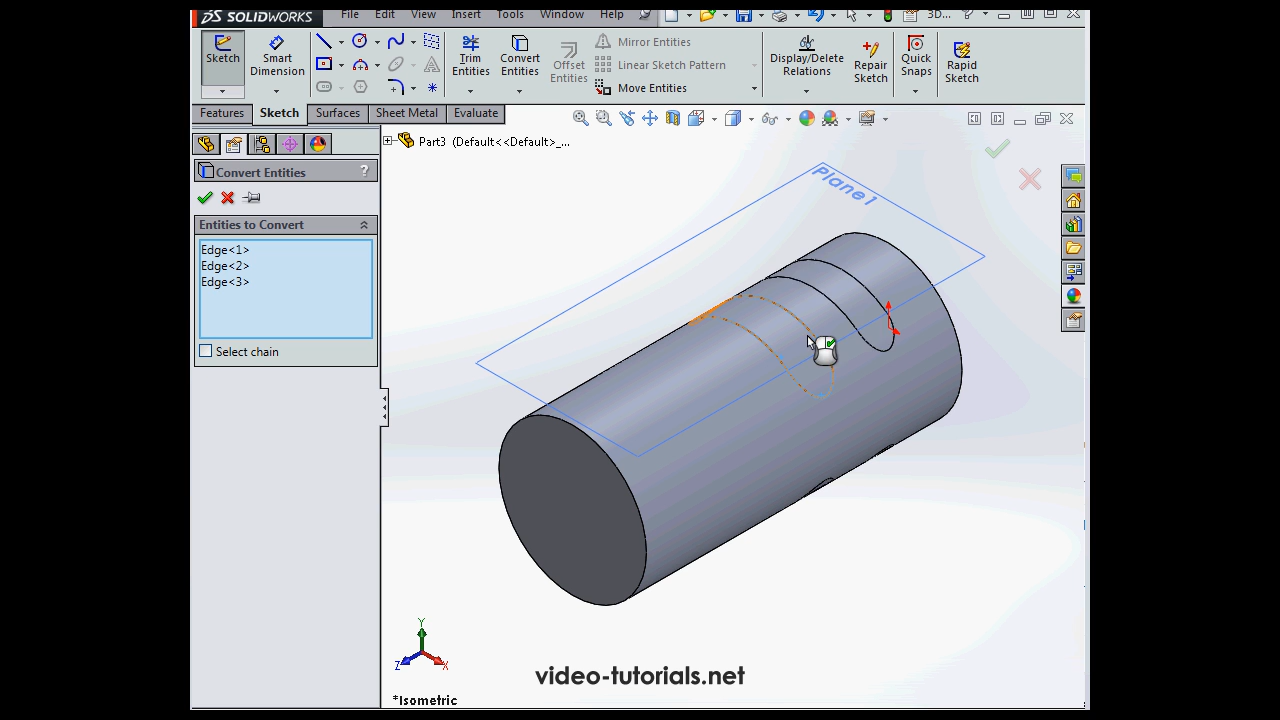 SOLIDWORKS File Edit View Insert Tools Window Help 3D... ?
Sketch Smart Dimension Trim Entities Convert Entities Offset Entities Mirror Entities Display/Delete Relations Repair Sketch Quick Snaps Rapid Sketch
Linear Sketch Pattern
Move Entities
Features Sketch Surfaces Sheet Metal Evaluate
Part3 (Default<<Default>_...
Convert Entities ?
Entities to Convert
Edge<1>
Edge<2>
Edge<3>
Select chain
Plane1
Y
Z X
video-tutorials.net
*Isometric